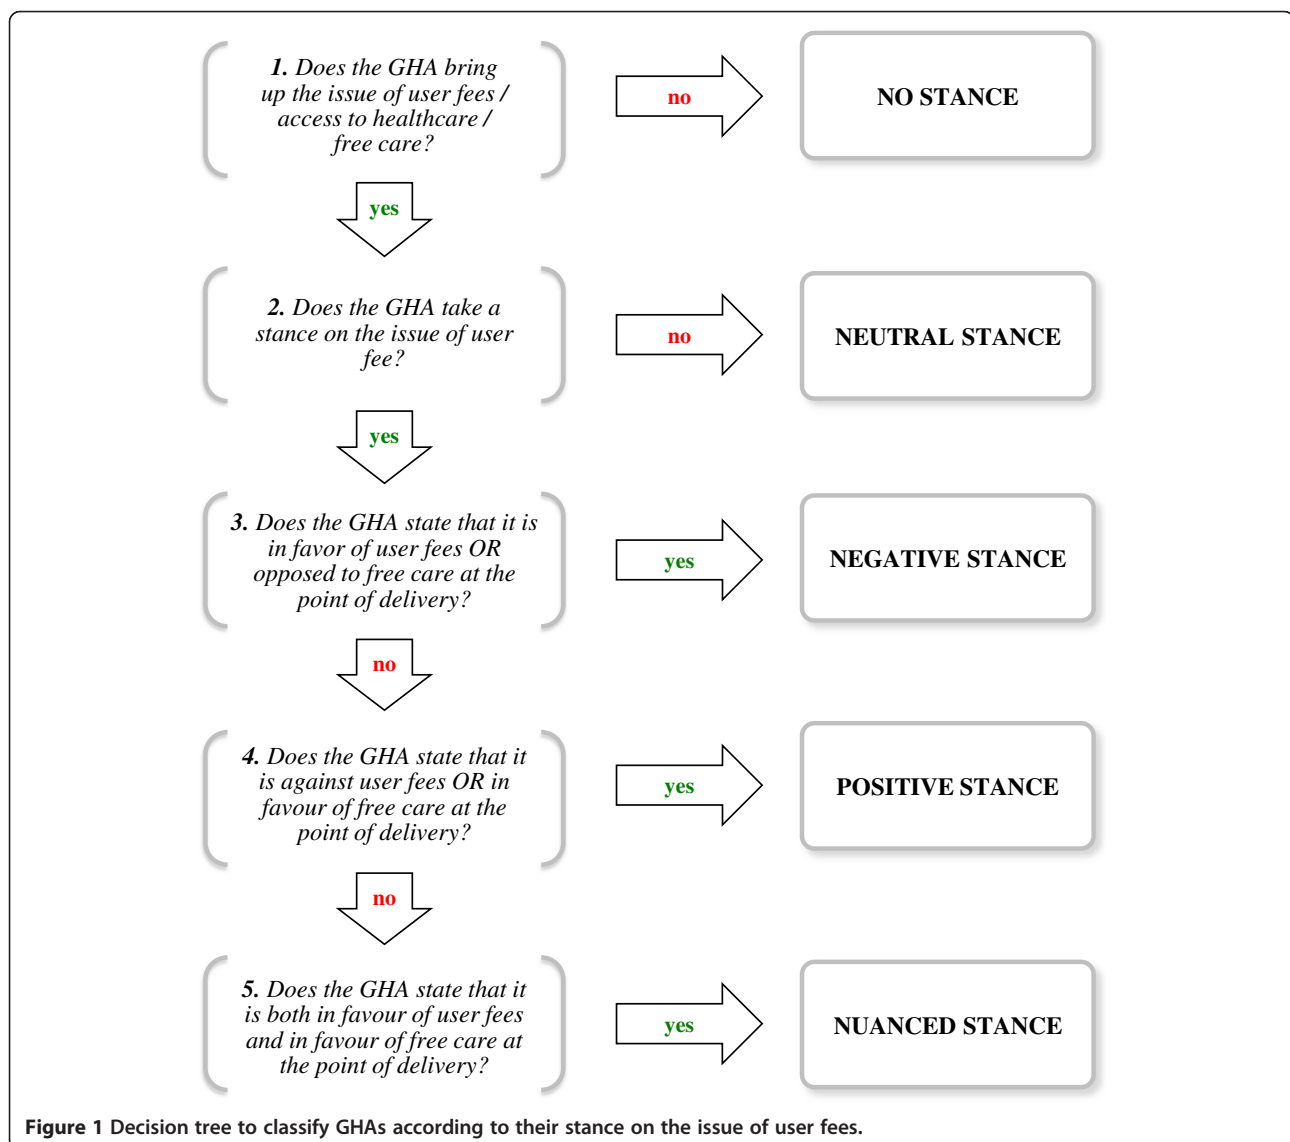 1. Does the GHA bring
up the issue of user fees /
access to healthcare /
free care?
no
NO STANCE
yes
2. Does the GHA take a
stance on the issue of user
fee?
no
NEUTRAL STANCE
yes
3. Does the GHA state that it is
in favor of user fees OR
opposed to free care at the
point of delivery?
yes
NEGATIVE STANCE
no
4. Does the GHA state that it
is against user fees OR in
favour of free care at the
point of delivery?
yes
POSITIVE STANCE
no
5. Does the GHA state that it
is both in favour of user fees
and in favour of free care at
the point of delivery?
yes
NUANCED STANCE
Figure 1 Decision tree to classify GHAs according to their stance on the issue of user fees.